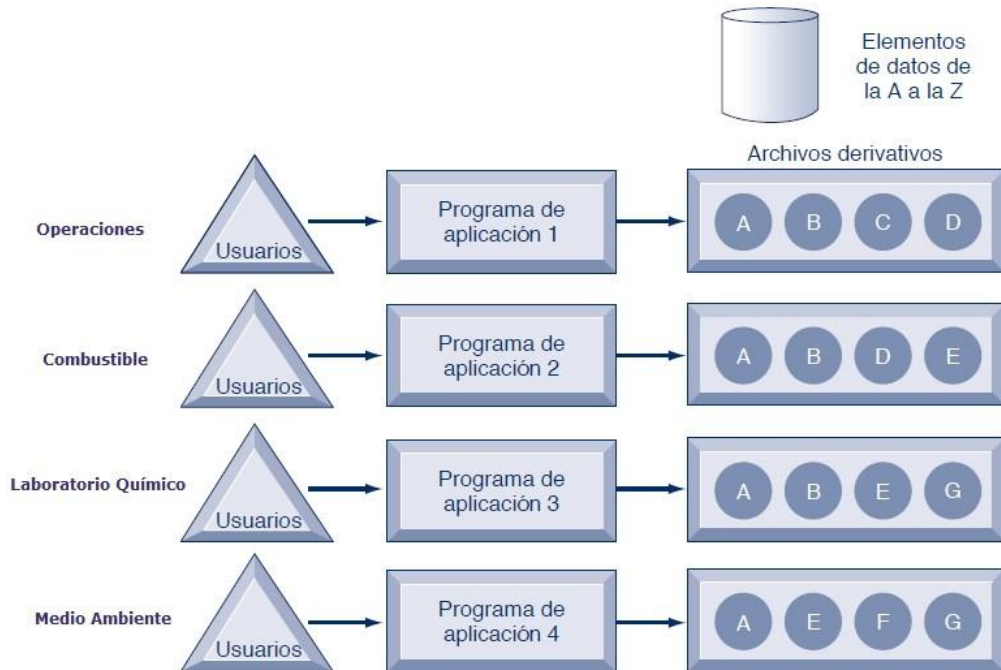 Elementos
de datos de
la A a la Z
Archivos derivativos
Operaciones
Usuarios
Programa de
aplicación 1
A B C D
Combustible
Usuarios
Programa de
aplicación 2
A B D E
Laboratorio Químico
Usuarios
Programa de
aplicación 3
A B E G
Medio Ambiente
Usuarios
Programa de
aplicación 4
A E F G